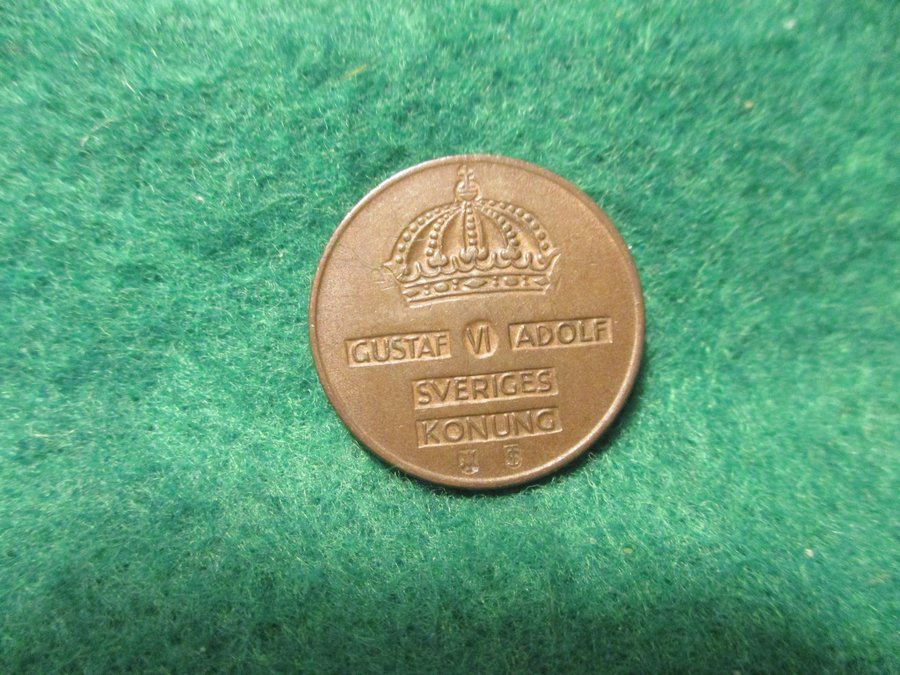 GUSTAF VI ADOLF
SVERIGES
KONUNG